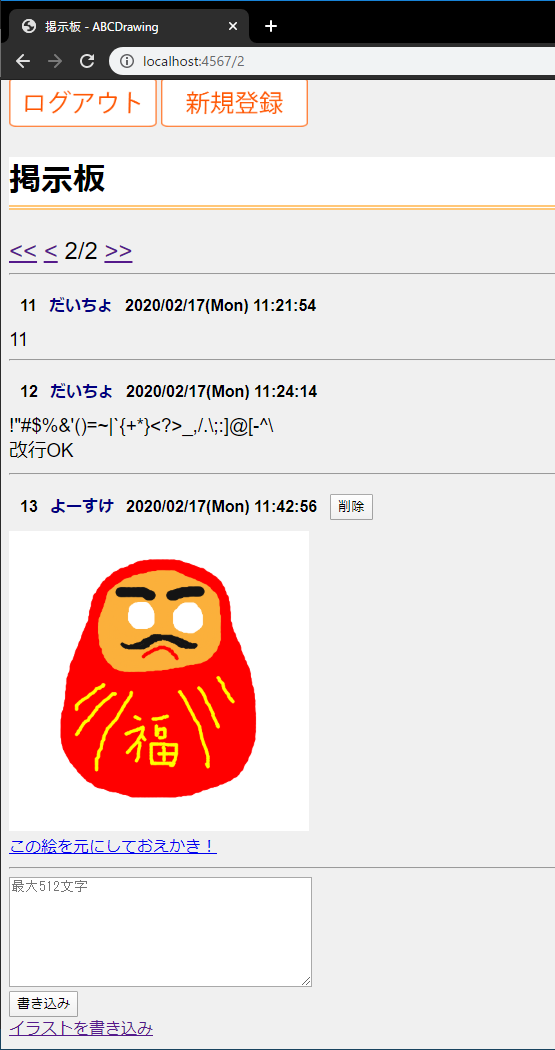 掲示板 - ABCDrawing
localhost:4567/2
ログアウト 新規登録
掲示板
<< < 2/2 >>
11 だいちょ 2020/02/17(Mon) 11:21:54
11
12 だいちょ 2020/02/17(Mon) 11:24:14
!"#$%&'()=~|`{+*}<?>_,/.\;:]@[-^\
改行OK
13 よーすけ 2020/02/17(Mon) 11:42:56 削除
福
この絵を元にしておえかき！
最大512文字
書き込み
イラストを書き込み